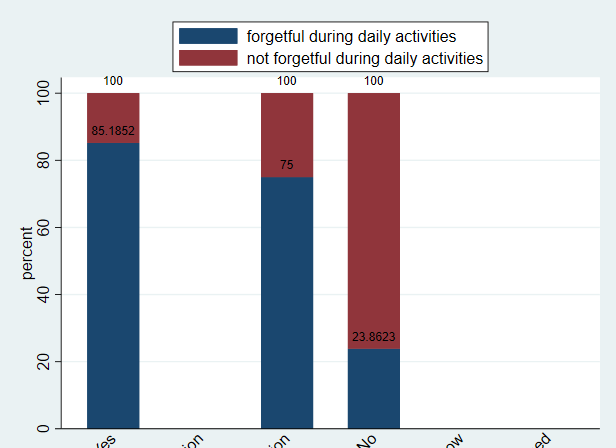 forgetful during daily activities
not forgetful during daily activities
100 100 100
85.1852
75
23.8623
percent
100
80
60
40
20
0
No